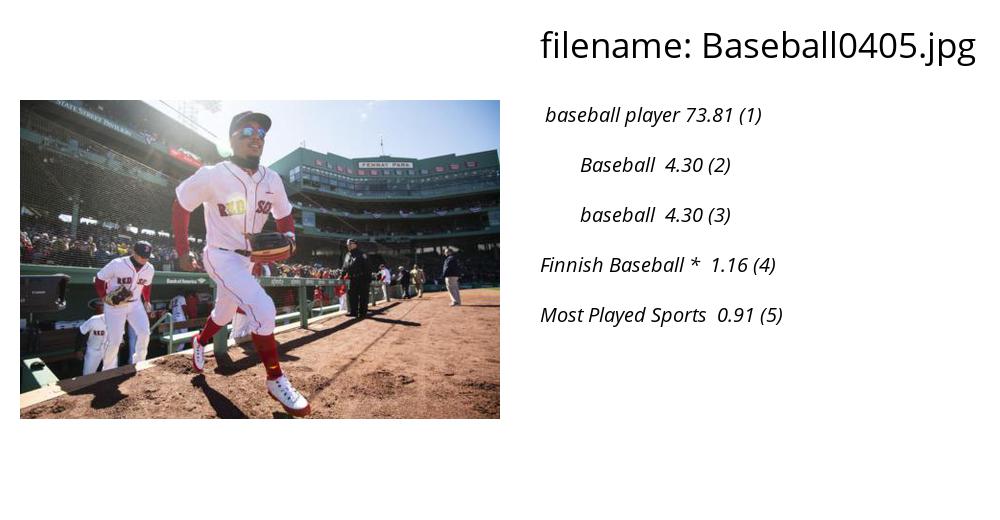 filename: Baseball0405.jpg
baseball player 73.81 (1)
Baseball 4.30 (2)
baseball 4.30 (3)
Finnish Baseball * 1.16 (4)
Most Played Sports 0.91 (5)
STATE STREET PAVILION
FENWAY PARK
RED SOX
RED SOX
Bank of America
RED